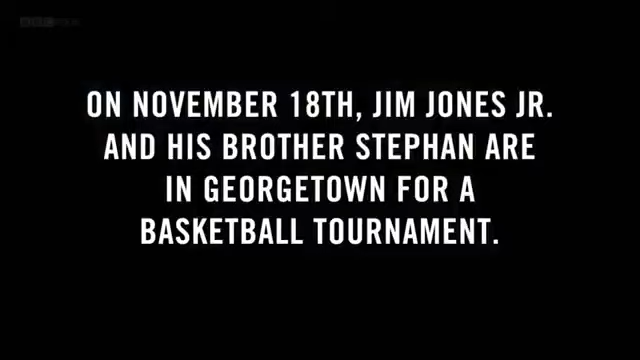 ON NOVEMBER 18TH, JIM JONES JR.
AND HIS BROTHER STEPHAN ARE
IN GEORGETOWN FOR A
BASKETBALL TOURNAMENT.